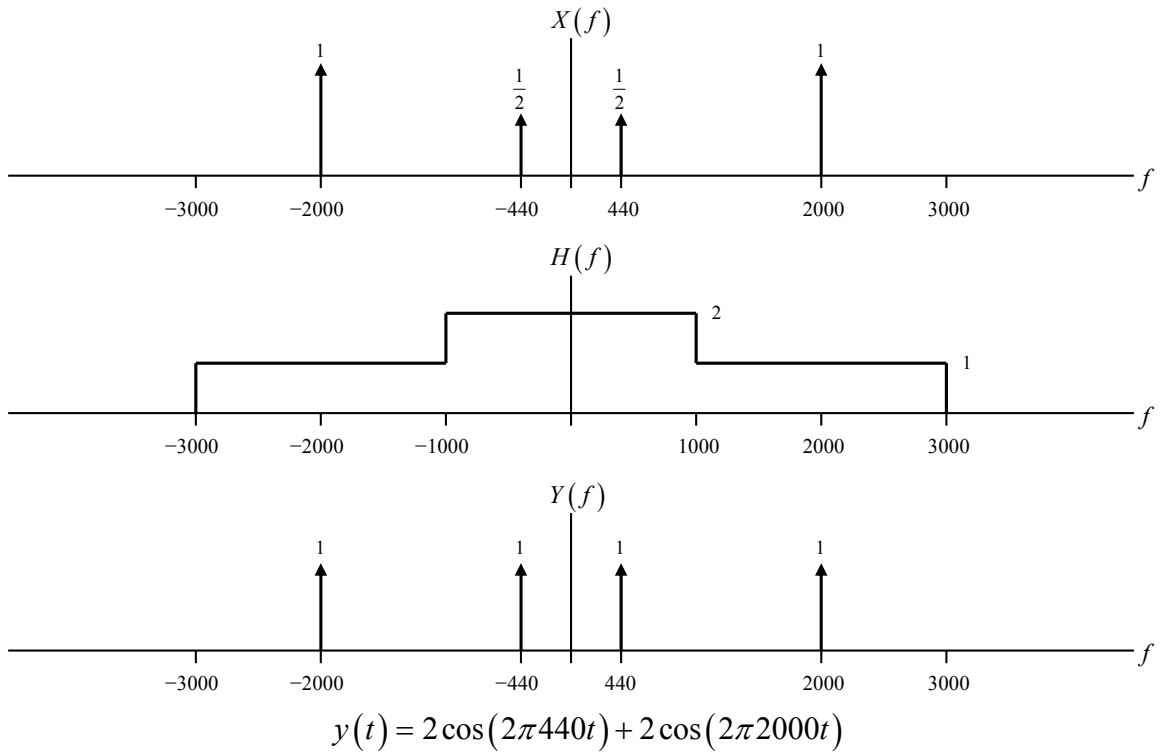 X(f)
1 1/2 1/2 1
f
−3000 −2000 −440 440 2000 3000
H(f)
2
1
f
−3000 −2000 −1000 1000 2000 3000
Y(f)
1 1 1 1
f
−3000 −2000 −440 440 2000 3000
y(t) = 2cos(2π440t) + 2cos(2π2000t)